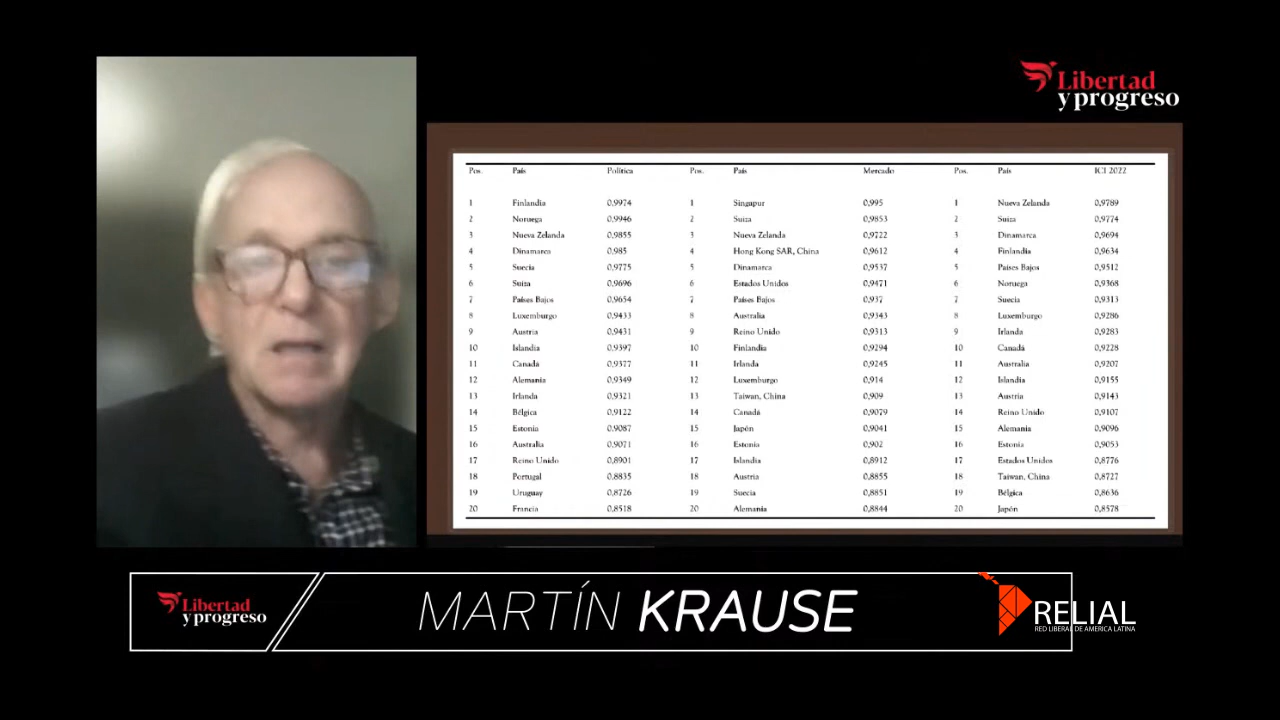 Libertad
y progreso
Pos. País Política Pos. País Mercado Pos. País ICI 2022
1 Finlandia 0,9974 1 Singapur 0,995 1 Nueva Zelanda 0,9789
2 Noruega 0,9946 2 Suiza 0,9853 2 Suiza 0,9774
3 Nueva Zelanda 0,9855 3 Nueva Zelanda 0,9722 3 Dinamarca 0,9694
4 Dinamarca 0,985 4 Hong Kong SAR, China 0,9612 4 Finlandia 0,9634
5 Suecia 0,9775 5 Dinamarca 0,9537 5 Países Bajos 0,9512
6 Suiza 0,9696 6 Estados Unidos 0,9471 6 Noruega 0,9368
7 Países Bajos 0,9654 7 Países Bajos 0,937 7 Suecia 0,9313
8 Luxemburgo 0,9433 8 Australia 0,9343 8 Luxemburgo 0,9286
9 Austria 0,9431 9 Reino Unido 0,9313 9 Irlanda 0,9283
10 Islandia 0,9397 10 Finlandia 0,9294 10 Canadá 0,9228
11 Canadá 0,9377 11 Irlanda 0,9245 11 Australia 0,9207
12 Alemania 0,9349 12 Luxemburgo 0,914 12 Islandia 0,9155
13 Irlanda 0,9321 13 Taiwan, China 0,909 13 Austria 0,9143
14 Bélgica 0,9122 14 Canadá 0,9079 14 Reino Unido 0,9107
15 Estonia 0,9087 15 Japón 0,9041 15 Alemania 0,9096
16 Australia 0,9071 16 Estonia 0,902 16 Estonia 0,9053
17 Reino Unido 0,8901 17 Islandia 0,8912 17 Estados Unidos 0,8776
18 Portugal 0,8835 18 Austria 0,8855 18 Taiwan, China 0,8727
19 Uruguay 0,8726 19 Suecia 0,8851 19 Bélgica 0,8636
20 Francia 0,8518 20 Alemania 0,8844 20 Japón 0,8578
Libertad
y progreso
MARTÍN KRAUSE
RELIAL
RED LIBERAL DE AMERICA LATINA